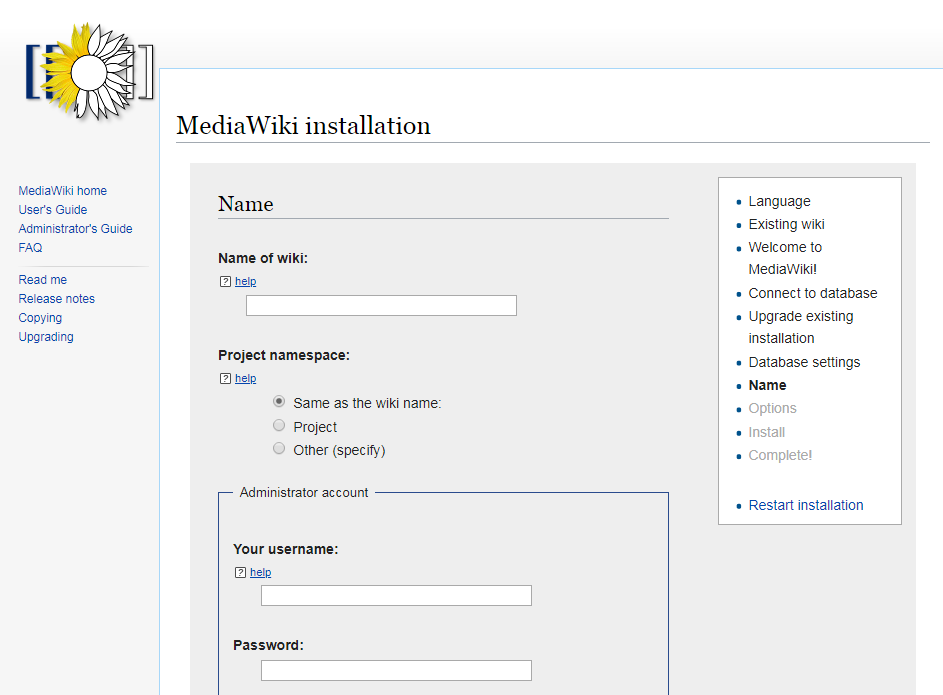 MediaWiki home
User's Guide
Administrator's Guide
FAQ
Read me
Release notes
Copying
Upgrading
MediaWiki installation
Name
Name of wiki:
? help
Project namespace:
? help
Same as the wiki name:
Project
Other (specify)
Administrator account
Your username:
? help
Password:
Language
Existing wiki
Welcome to
MediaWiki!
Connect to database
Upgrade existing
installation
Database settings
Name
Options
Install
Complete!
Restart installation